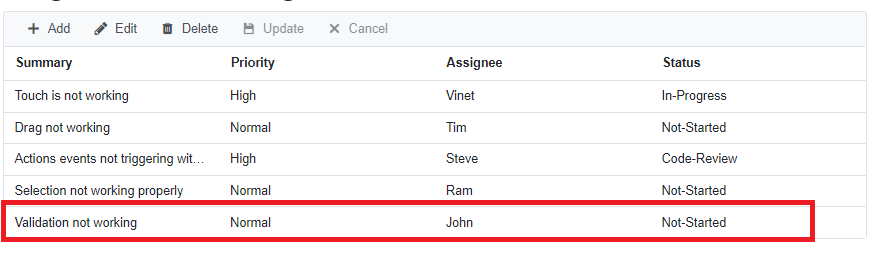 Add Edit Delete Update Cancel
Summary Priority Assignee Status
Touch is not working High Vinet In-Progress
Drag not working Normal Tim Not-Started
Actions events not triggering wit... High Steve Code-Review
Selection not working properly Normal Ram Not-Started
Validation not working Normal John Not-Started